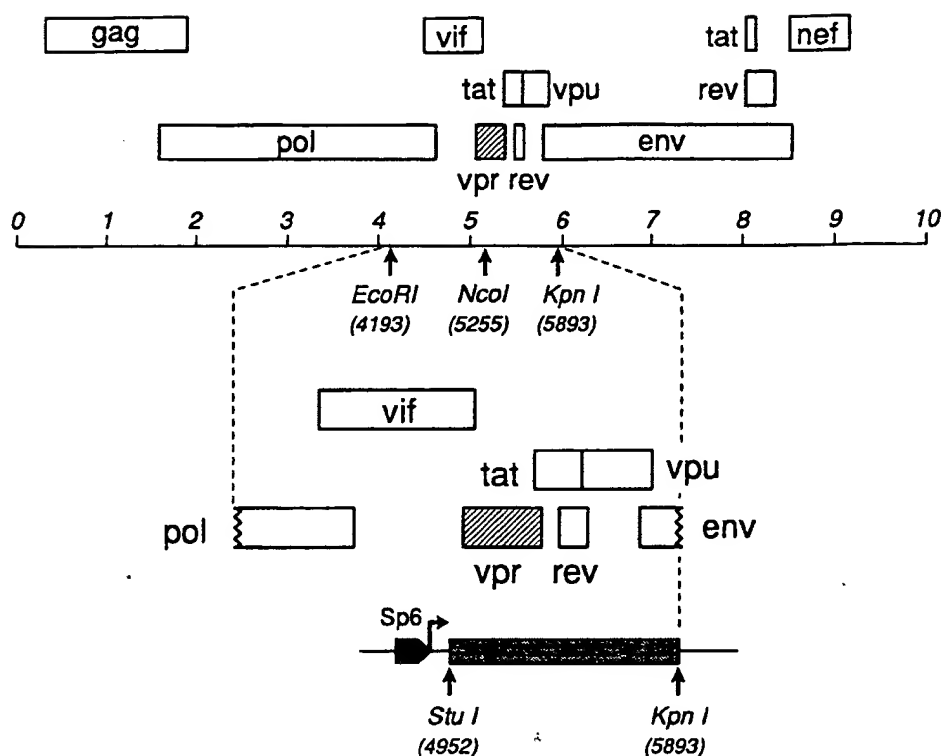 gag vif tat nef
tat vpu rev
pol env
vpr rev
0 1 2 3 4 5 6 7 8 9 10
EcoRI NcoI Kpn I
(4193) (5255) (5893)
vif
tat vpu
pol env
vpr rev
Sp6
Stu I Kpn I
(4952) (5893)